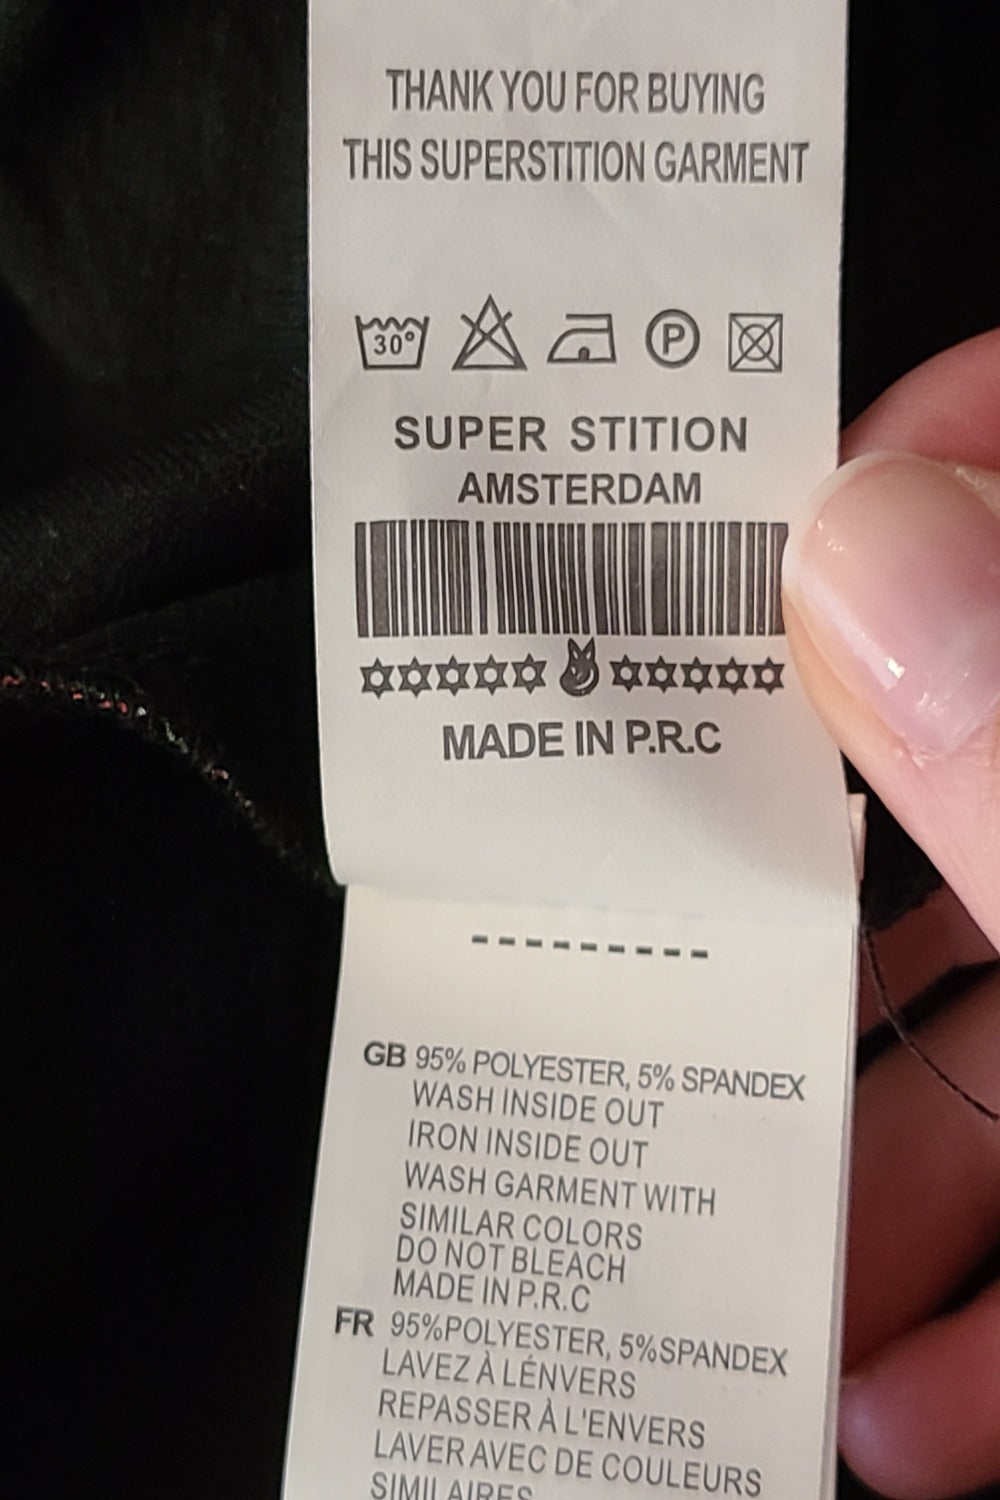 THANK YOU FOR BUYING
THIS SUPERSTITION GARMENT
30°
P
SUPER STITION
AMSTERDAM
MADE IN P.R.C
GB 95% POLYESTER, 5% SPANDEX
WASH INSIDE OUT
IRON INSIDE OUT
WASH GARMENT WITH
SIMILAR COLORS
DO NOT BLEACH
MADE IN P.R.C
FR 95%POLYESTER, 5%SPANDEX
LAVEZ À LÉNVERS
REPASSER À L'ENVERS
LAVER AVEC DE COULEURS
SIMILAIRES